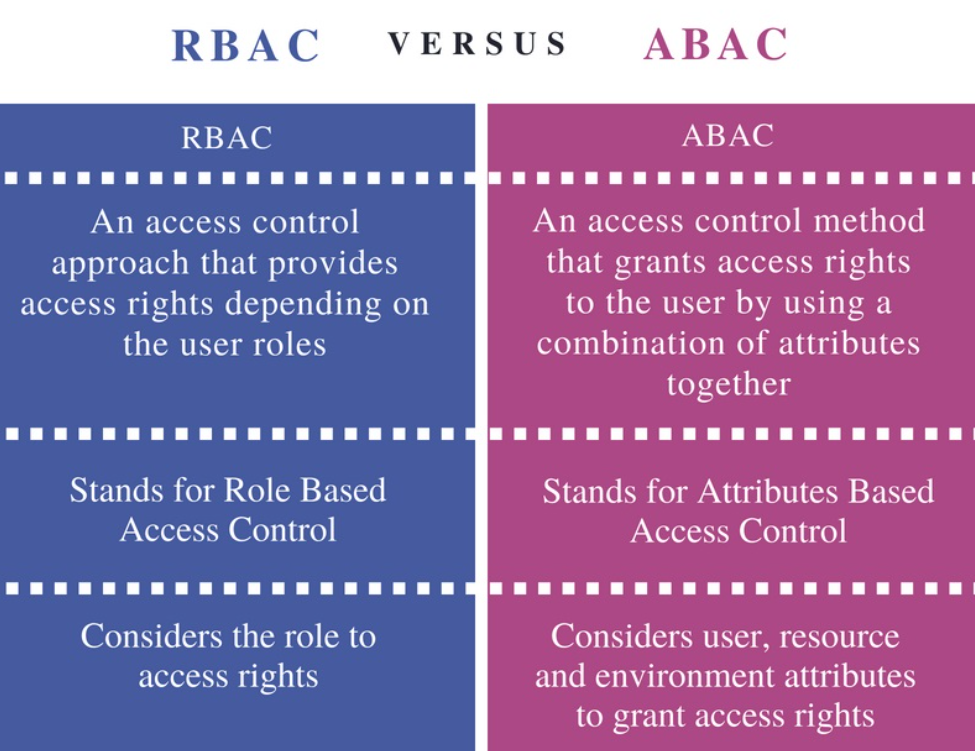 RBAC VERSUS ABAC
RBAC
An access control
approach that provides
access rights depending on
the user roles
Stands for Role Based
Access Control
Considers the role to
access rights
ABAC
An access control method
that grants access rights
to the user by using a
combination of attributes
together
Stands for Attributes Based
Access Control
Considers user, resource
and environment attributes
to grant access rights